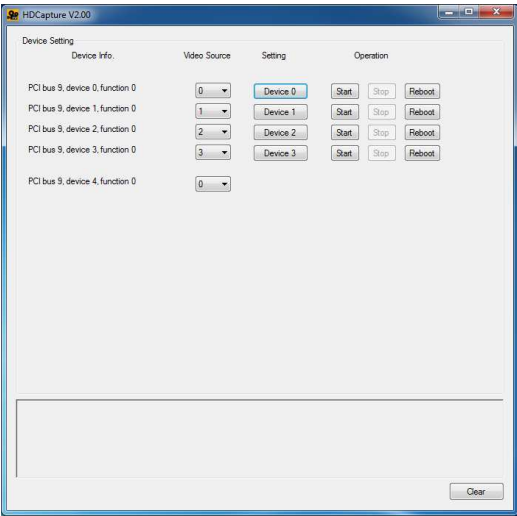 HDCapture V2.00
Device Setting
Device Info. Video Source Setting Operation
PCI bus 9, device 0, function 0 0 Device 0 Start Stop Reboot
PCI bus 9, device 1, function 0 1 Device 1 Start Stop Reboot
PCI bus 9, device 2, function 0 2 Device 2 Start Stop Reboot
PCI bus 9, device 3, function 0 3 Device 3 Start Stop Reboot
PCI bus 9, device 4, function 0 0
Clear